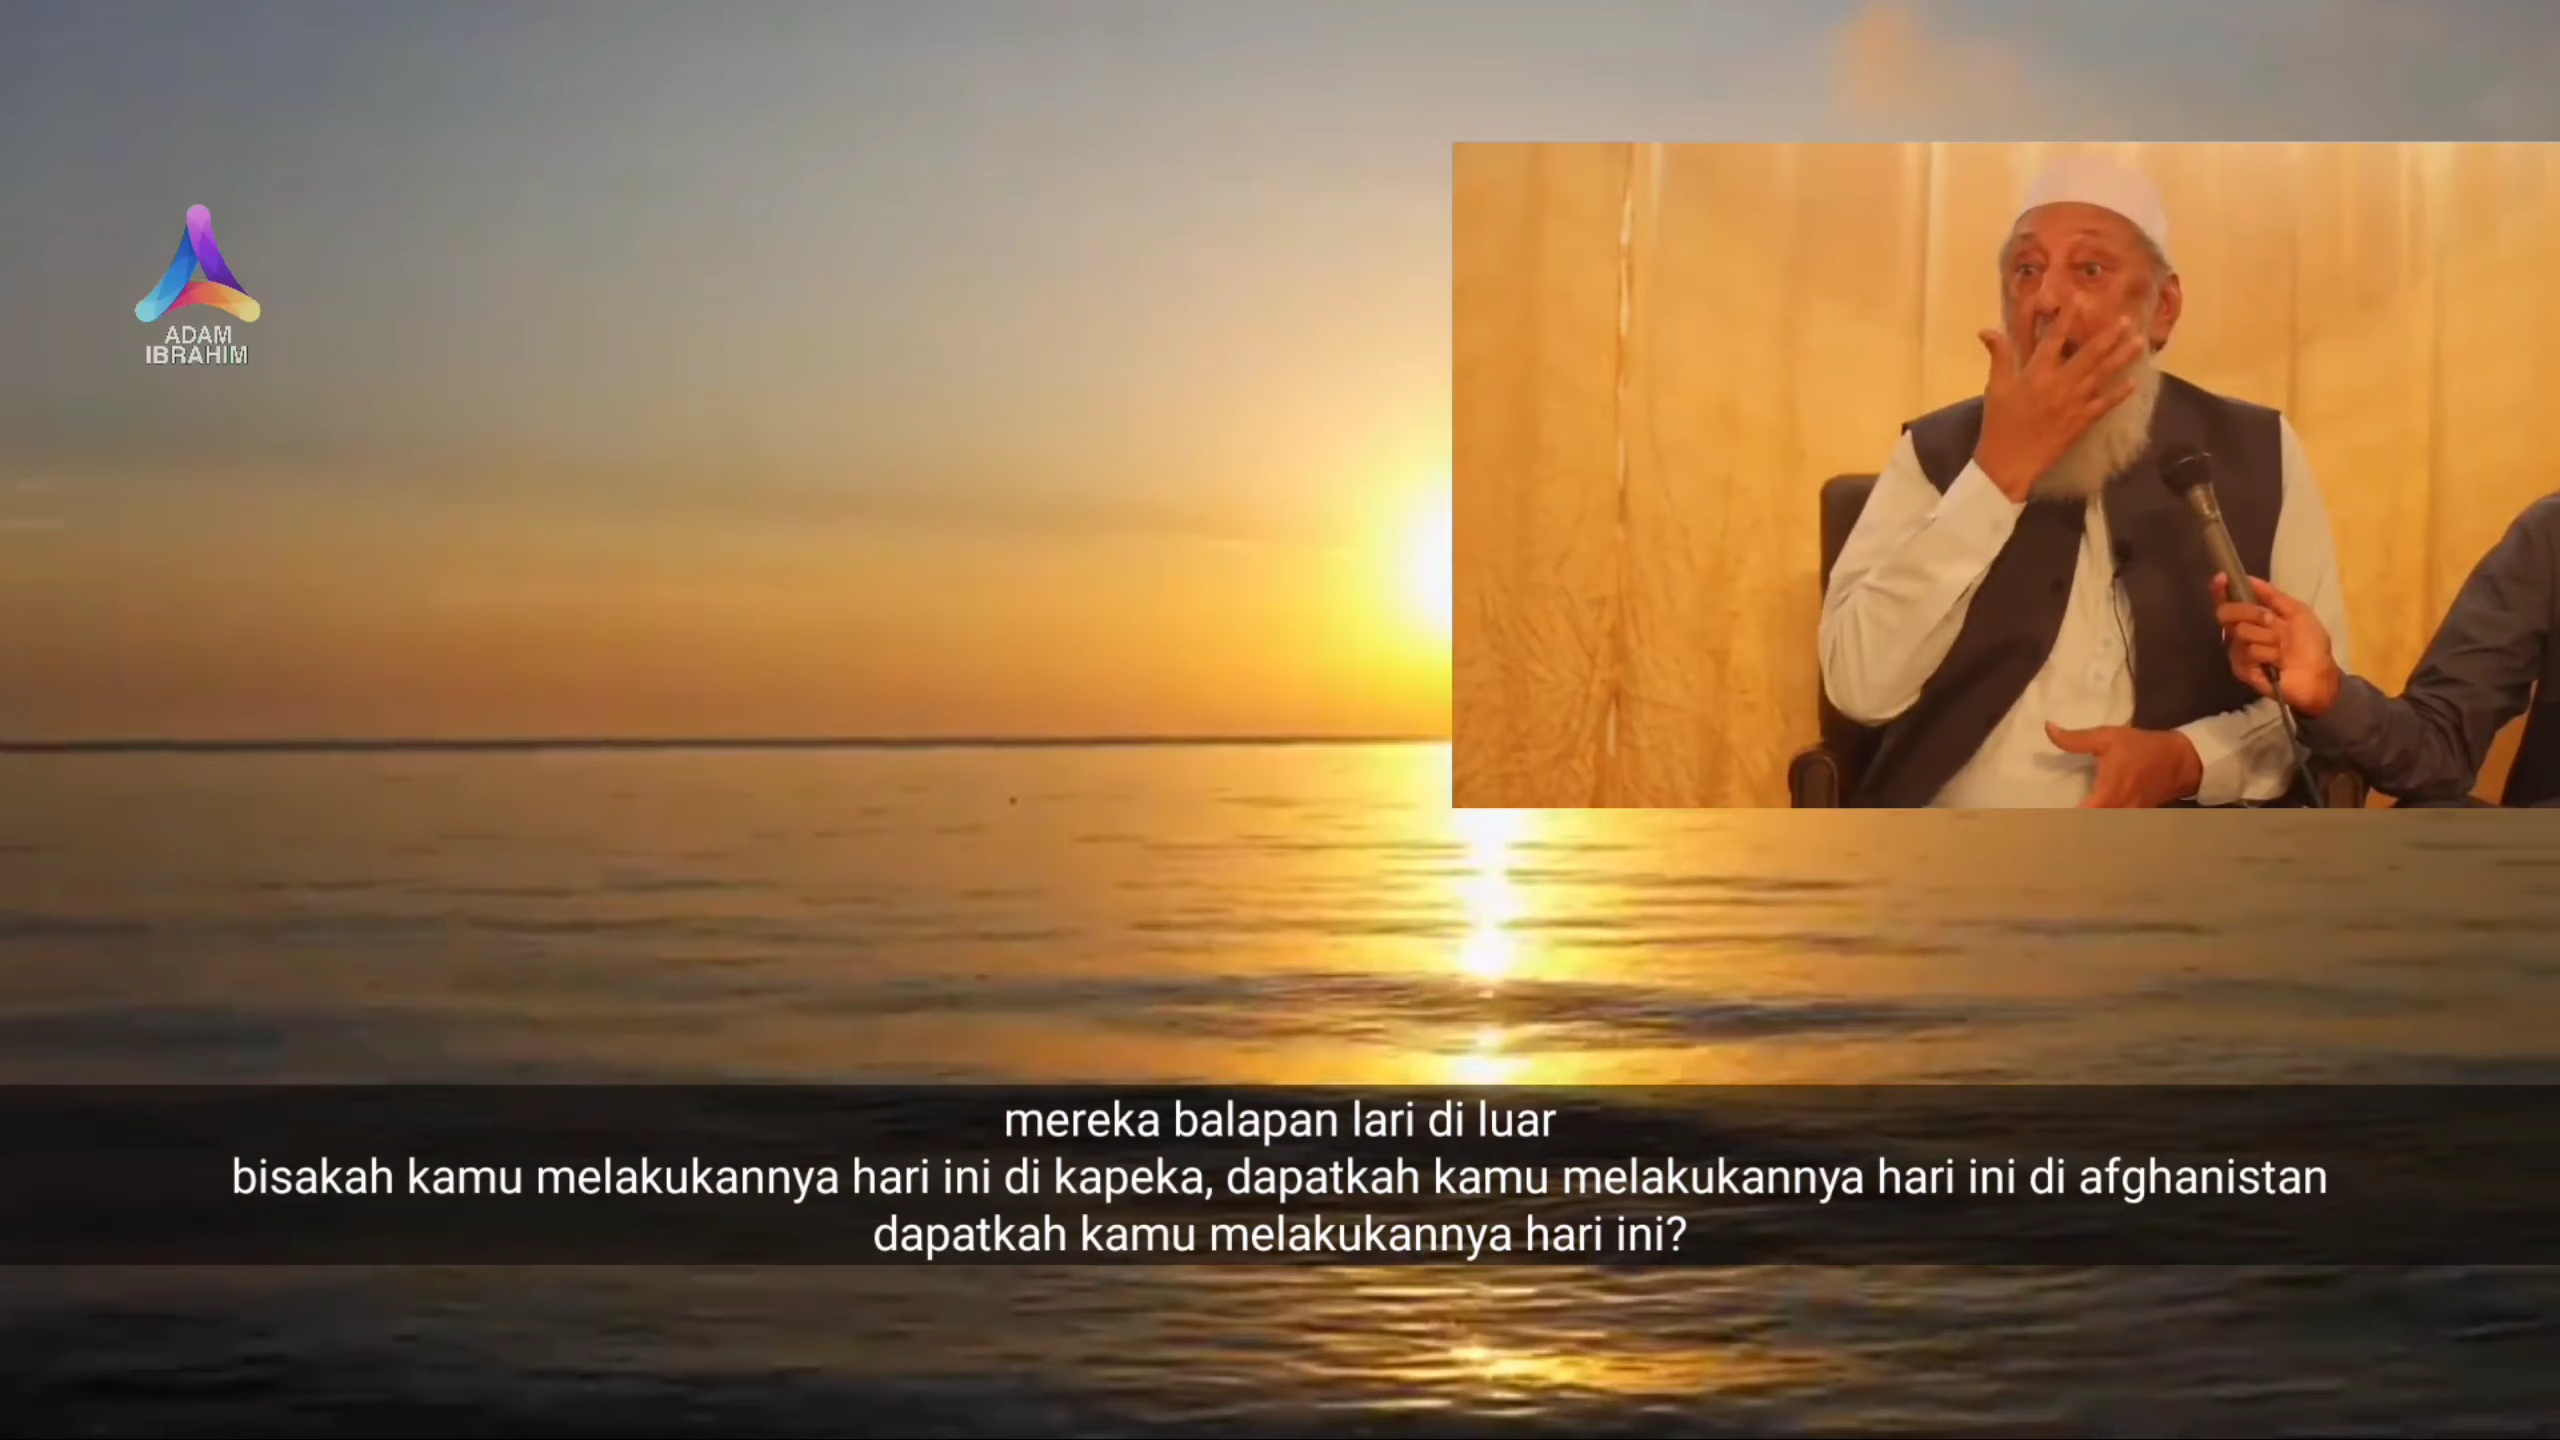 ADAM
IBRAHIM
mereka balapan lari di luar
bisakah kamu melakukannya hari ini di kapeka, dapatkah kamu melakukannya hari ini di afghanistan
dapatkah kamu melakukannya hari ini?